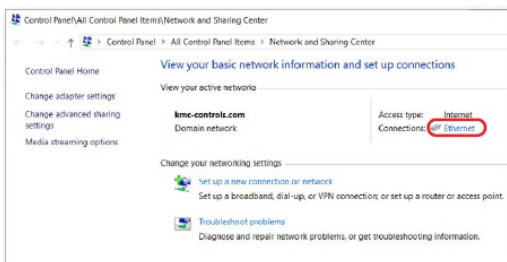 Control Panel\All Control Panel Items\Network and Sharing Center
Control Panel > All Control Panel Items > Network and Sharing Center
Control Panel Home
Change adapter settings
Change advanced sharing
settings
Media streaming options
View your basic network information and set up connections
View your active networks
kmc-controls.com
Domain network
Access type: Internet
Connections: Ethernet
Change your networking settings
Set up a new connection or network
Set up a broadband, dial-up, or VPN connection; or set up a router or access point.
Troubleshoot problems
Diagnose and repair network problems, or get troubleshooting information.